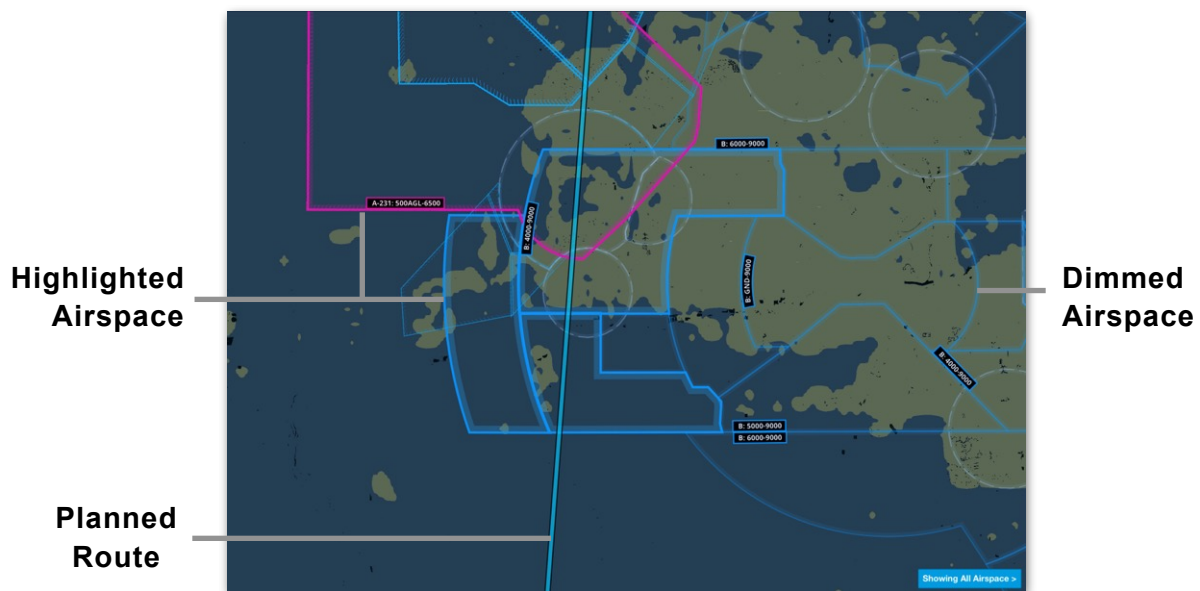 B: 6000-9000
A-231: 500AGL-6500
B: 4000-9000
Highlighted
Airspace
B: GND-9000
Dimmed
Airspace
B: 4000-9000
B: 5000-9000
B: 6000-9000
Planned
Route
Showing All Airspace >